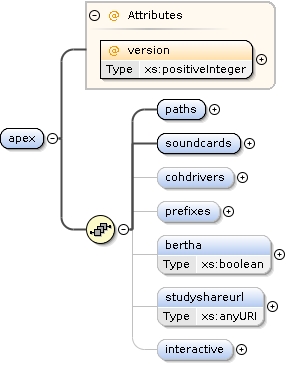 @ Attributes
@ version
Type xs:positiveInteger
apex
paths
soundcards
cohdrivers
prefixes
bertha
Type xs:boolean
studyshareurl
Type xs:anyURI
interactive